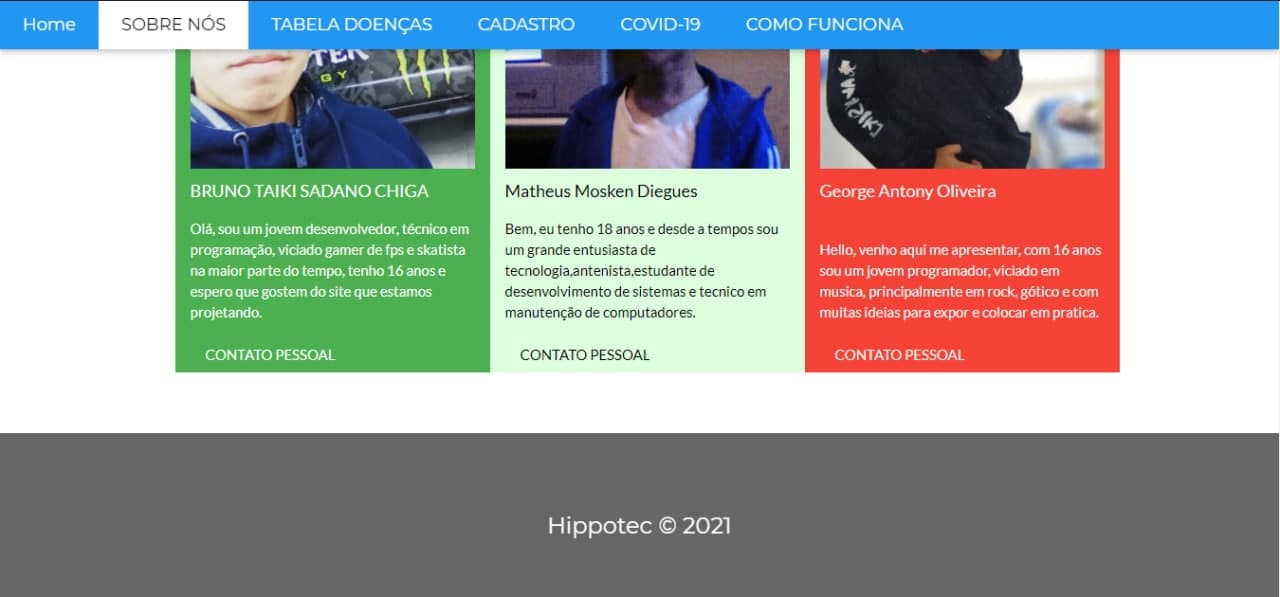 Home SOBRE NÓS TABELA DOENÇAS CADASTRO COVID-19 COMO FUNCIONA
BRUNO TAIKI SADANO CHIGA
Olá, sou um jovem desenvolvedor, técnico em
programação, viciado gamer de fps e skatista
na maior parte do tempo, tenho 16 anos e
espero que gostem do site que estamos
projetando.
CONTATO PESSOAL
Matheus Mosken Diegues
Bem, eu tenho 18 anos e desde a tempos sou
um grande entusiasta de
tecnologia,antenista,estudante de
desenvolvimento de sistemas e tecnico em
manutenção de computadores.
CONTATO PESSOAL
George Antony Oliveira
Hello, venho aqui me apresentar, com 16 anos
sou um jovem programador, viciado em
musica, principalmente em rock, gótico e com
muitas ideias para expor e colocar em pratica.
CONTATO PESSOAL
Hippotec © 2021